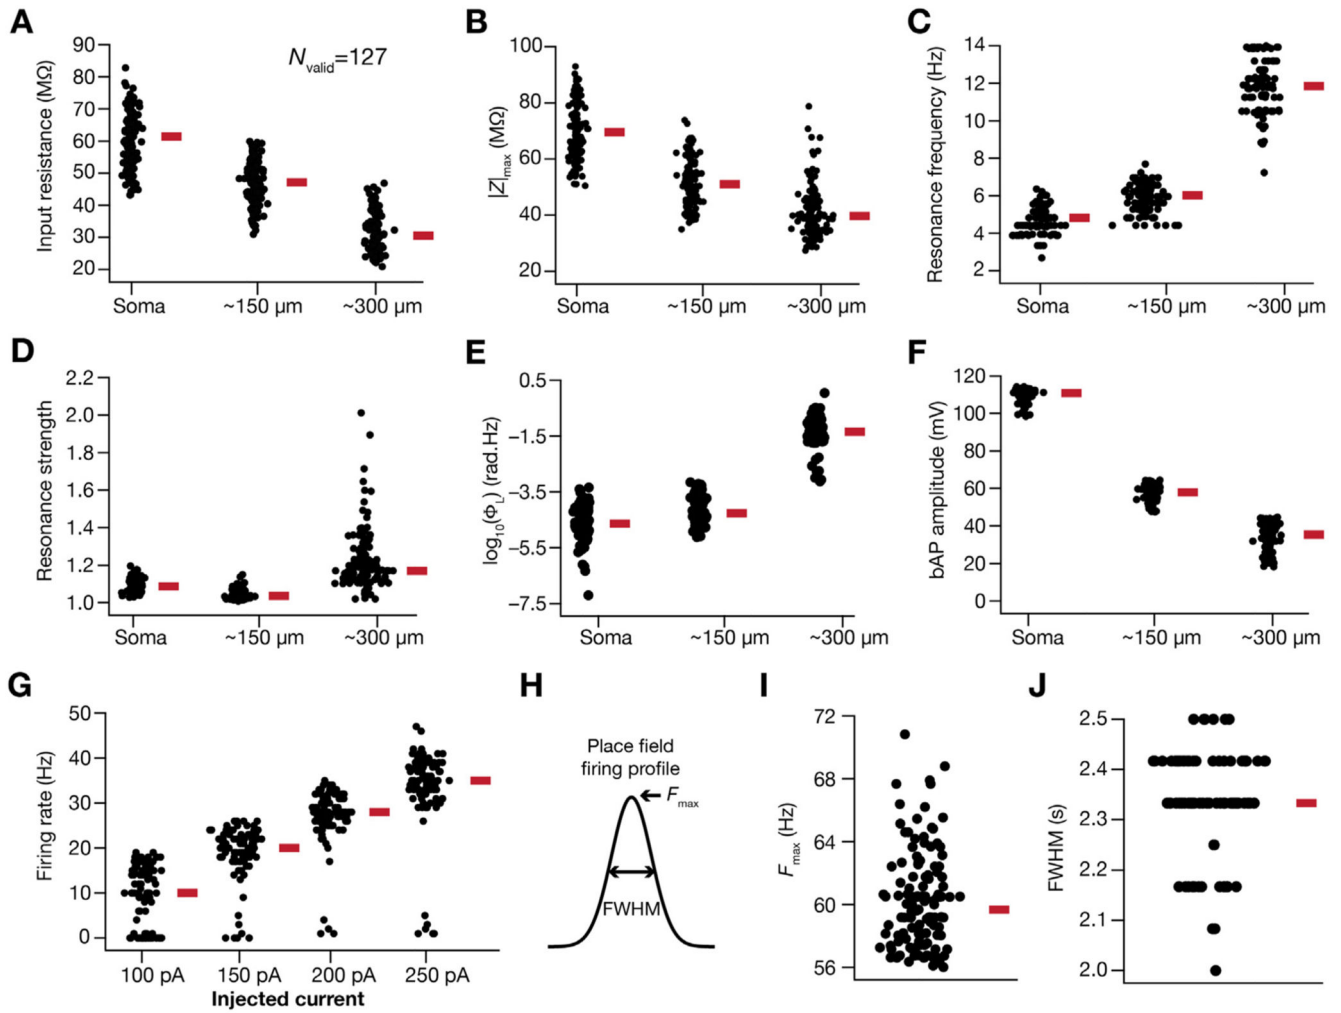 A
Input resistance (MΩ)
90
80
70
60
50
40
30
20
Nvalid=127
Soma
~150 µm
~300 µm
B
|Z|max (MΩ)
100
80
60
40
20
Soma
~150 µm
~300 µm
C
Resonance frequency (Hz)
14
12
10
8
6
4
2
Soma
~150 µm
~300 µm
D
Resonance strength
2.2
2.0
1.8
1.6
1.4
1.2
1.0
Soma
~150 µm
~300 µm
E
log10(ΦL) (rad.Hz)
0.5
−1.5
−3.5
−5.5
−7.5
Soma
~150 µm
~300 µm
F
bAP amplitude (mV)
120
100
80
60
40
20
0
Soma
~150 µm
~300 µm
G
Firing rate (Hz)
50
40
30
20
10
0
100 pA
150 pA
200 pA
250 pA
Injected current
H
Place field
firing profile
Fmax
FWHM
I
Fmax (Hz)
72
68
64
60
56
J
FWHM (s)
2.5
2.4
2.3
2.2
2.1
2.0